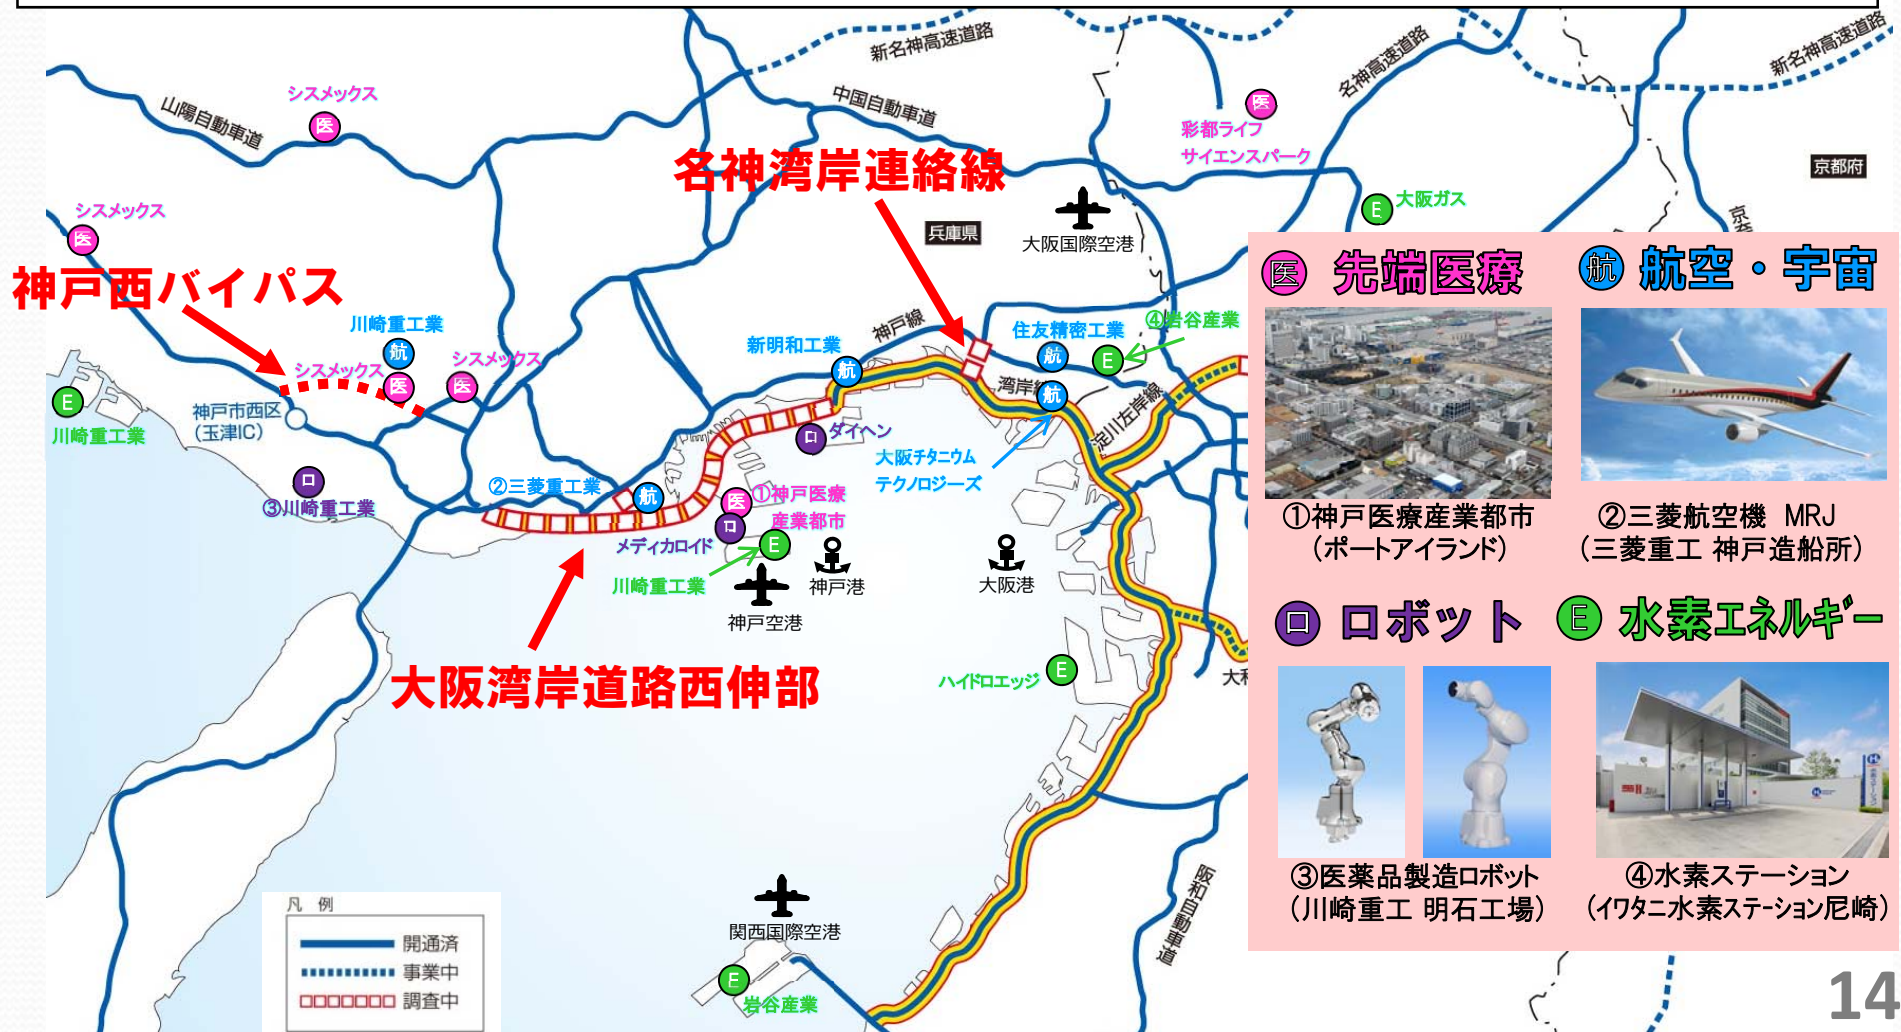 新名神高速道路
新名神高速道路
名神高速道路
中国自動車道
山陽自動車道
シスメックス
医
医
彩都ライフ
サイエンスパーク
名神湾岸連絡線
京都府
E
大阪ガス
シスメックス
医
兵庫県
大阪国際空港
神戸西バイパス
川崎重工業
航
シスメックス
医
シスメックス
医
神戸線
新明和工業
航
住友精密工業
航
④岩谷産業
E
湾岸
航
淀川左岸線
E
川崎重工業
神戸市西区
(玉津IC)
ロ
ダイヘン
大阪チタニウム
テクノロジーズ
ロ
③川崎重工業
②三菱重工業
航
医
①神戸医療
産業都市
ロ
メディカロイド
E
川崎重工業
神戸空港
神戸港
大阪港
大阪湾岸道路西伸部
ハイドロエッジ
E
阪和自動車道
関西国際空港
E
岩谷産業
凡 例
開通済
事業中
調査中
医 先端医療
航 航空・宇宙
①神戸医療産業都市
(ポートアイランド)
②三菱航空機 MRJ
(三菱重工 神戸造船所)
ロ ロボット
E 水素エネルギー
③医薬品製造ロボット
(川崎重工 明石工場)
④水素ステーション
(イワタニ水素ステーション尼崎)
14